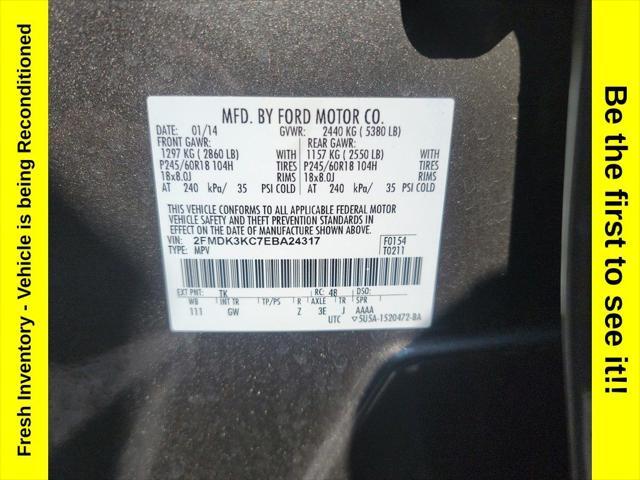 Fresh Inventory - Vehicle is being Reconditioned
MFD. BY FORD MOTOR CO.
DATE: 01/14 GVWR: 2440 KG ( 5380 LB)
FRONT GAWR: REAR GAWR:
1297 KG ( 2860 LB) WITH 1157 KG ( 2550 LB) WITH
P245/60R18 104H TIRES P245/60R18 104H TIRES
18x8.0J RIMS 18x8.0J RIMS
AT 240 kPa/ 35 PSI COLD AT 240 kPa/ 35 PSI COLD
THIS VEHICLE CONFORMS TO ALL APPLICABLE FEDERAL MOTOR
VEHICLE SAFETY AND THEFT PREVENTION STANDARDS IN
EFFECT ON THE DATE OF MANUFACTURE SHOWN ABOVE.
VIN: 2FMDK3KC7EBA24317 F0154
TYPE: MPV T0211
EXT PNT: TK RC: 48 DSO:
WB INT TR TP/PS R AXLE TR SPR
111 GW Z 3E J AAAA
UTC ▽5U5A-1520472-BA
Be the first to see it!!